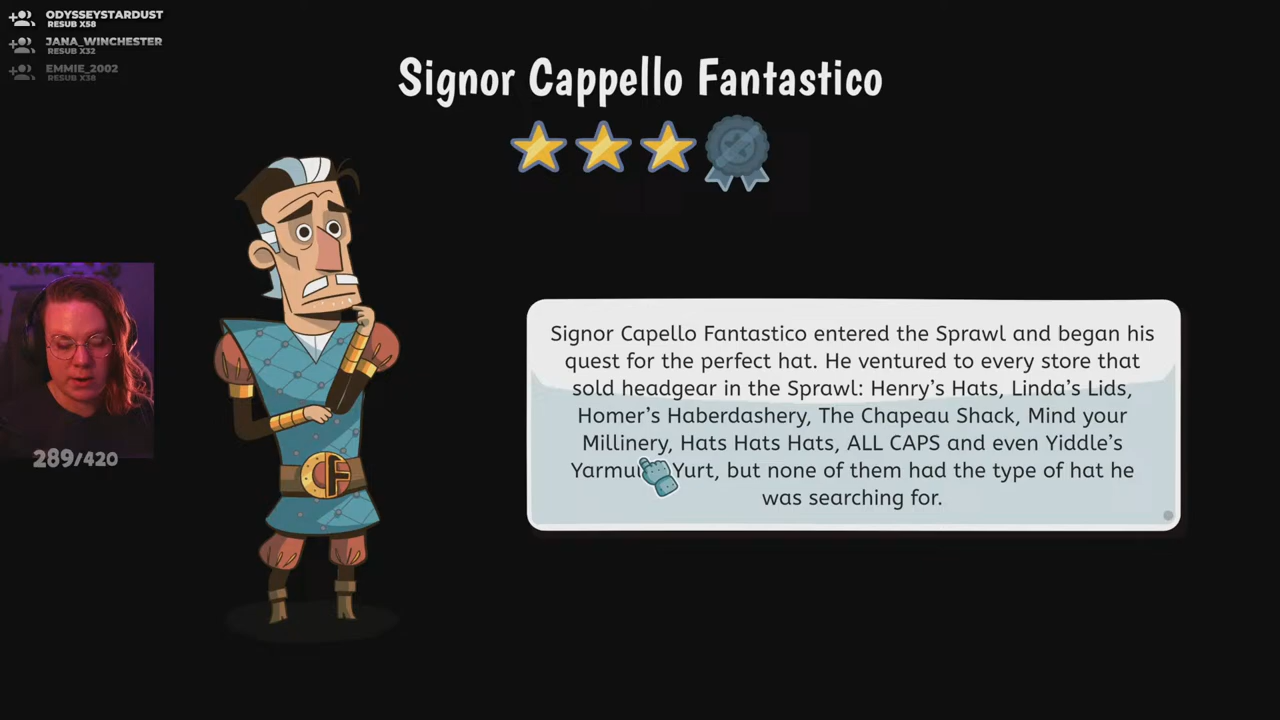 ODYSSEYSTARDUST
RESUB X58
JANA_WINCHESTER
RESUB X32
EMMIE_2002
RESUB X38
Signor Cappello Fantastico
Signor Capello Fantastico entered the Sprawl and began his
quest for the perfect hat. He ventured to every store that
sold headgear in the Sprawl: Henry's Hats, Linda's Lids,
Homer's Haberdashery, The Chapeau Shack, Mind your
Millinery, Hats Hats Hats, ALL CAPS and even Yiddle's
Yurt, but none of them had the type of hat he
was searching for.
F
289/420